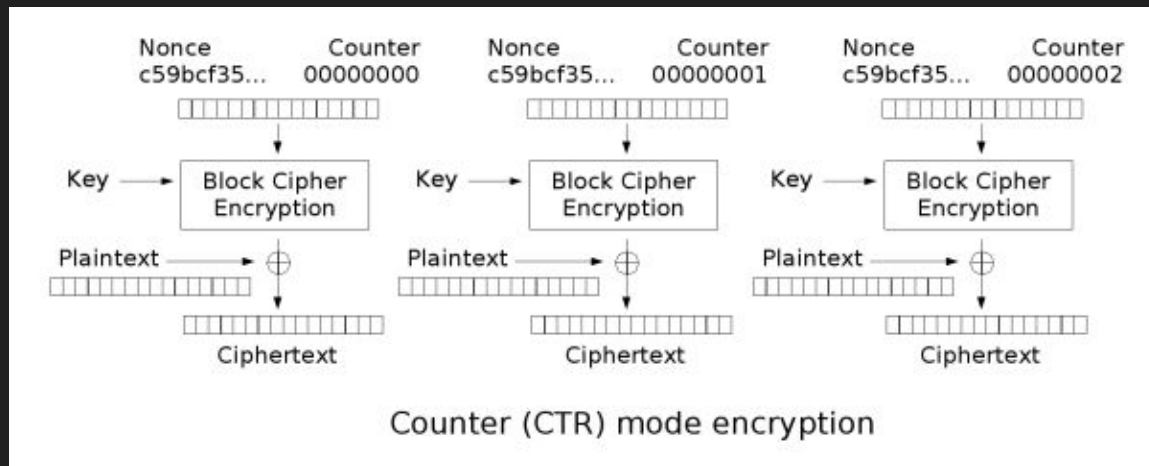 Nonce Counter Nonce Counter Nonce Counter
c59bcf35... 00000000 c59bcf35... 00000001 c59bcf35... 00000002
Key Block Cipher Encryption Key Block Cipher Encryption Key Block Cipher Encryption
Plaintext Plaintext Plaintext
Ciphertext Ciphertext Ciphertext
Counter (CTR) mode encryption